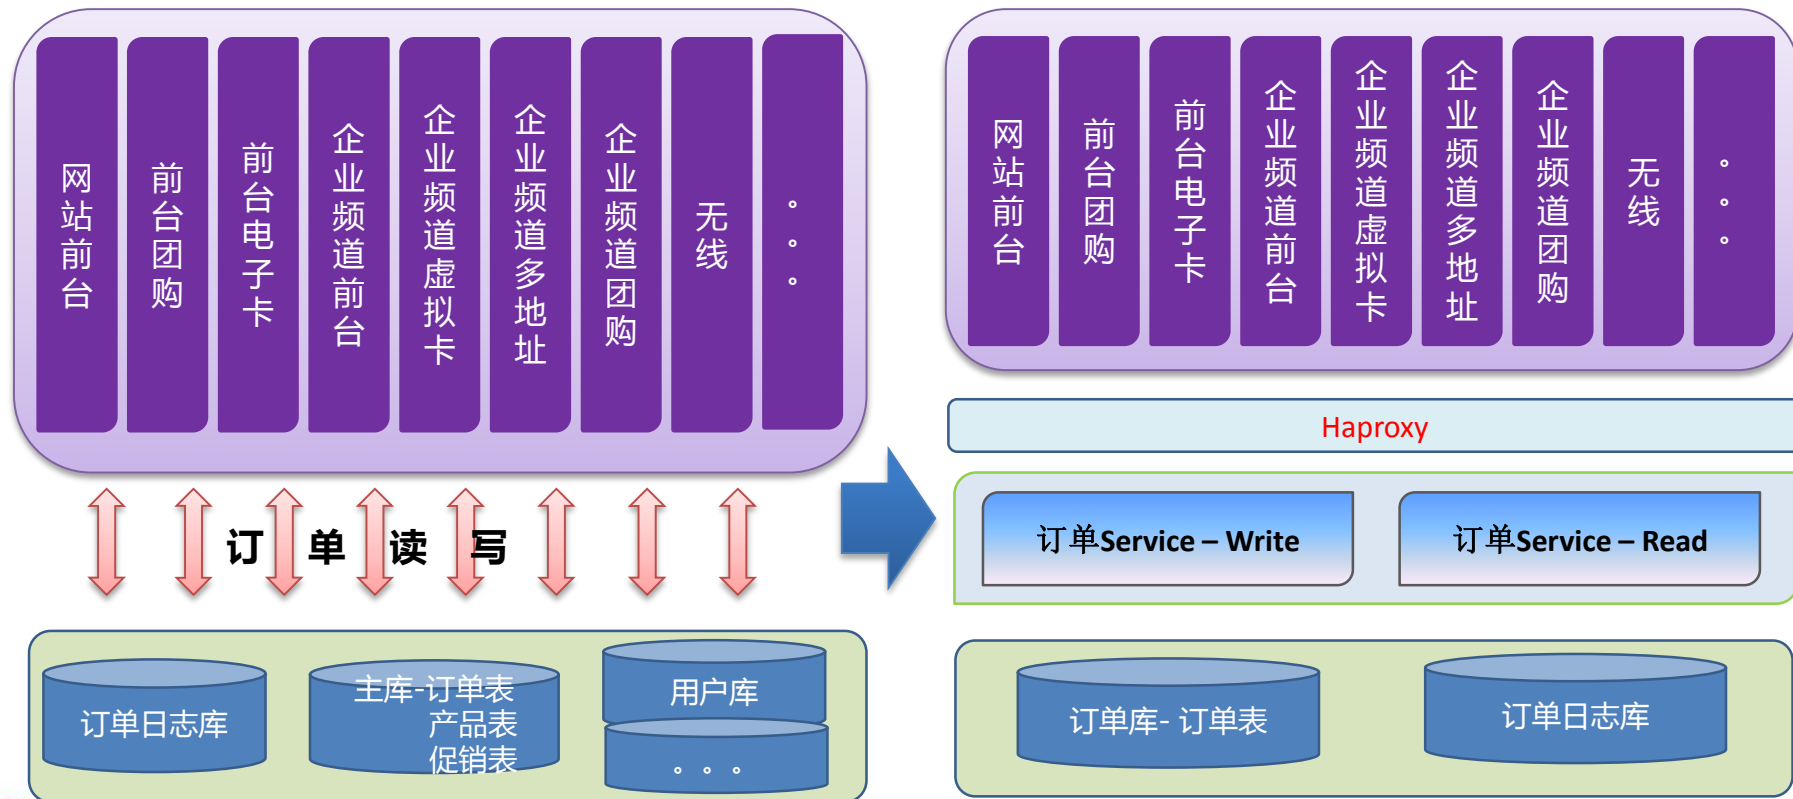 网站前台
前台团购
前台电子卡
企业频道前台
企业频道虚拟卡
企业频道多地址
企业频道团购
无线
。。。
订单读写
订单日志库
主库-订单表
产品表
促销表
用户库
。。。
网站前台
前台团购
前台电子卡
企业频道前台
企业频道虚拟卡
企业频道多地址
企业频道团购
无线
。。。
Haproxy
订单Service – Write
订单Service – Read
订单库- 订单表
订单日志库